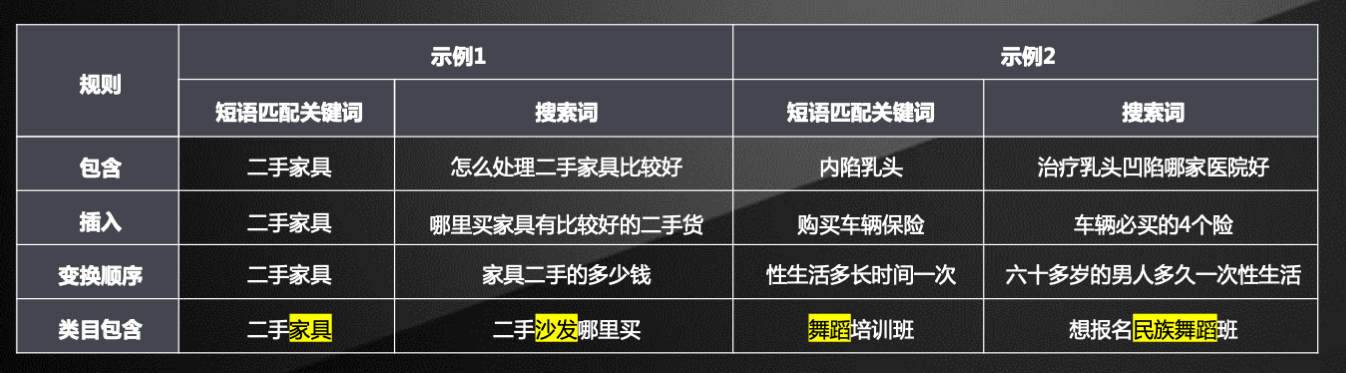 规则 示例1 示例2
短语匹配关键词 搜索词 短语匹配关键词 搜索词
包含 二手家具 怎么处理二手家具比较好 内陷乳头 治疗乳头凹陷哪家医院好
插入 二手家具 哪里买家具有比较好的二手货 购买车辆保险 车辆必买的4个险
变换顺序 二手家具 家具二手的多少钱 性生活多长时间一次 六十多岁的男人多久一次性生活
类目包含 二手家具 二手沙发哪里买 舞蹈培训班 想报名民族舞蹈班